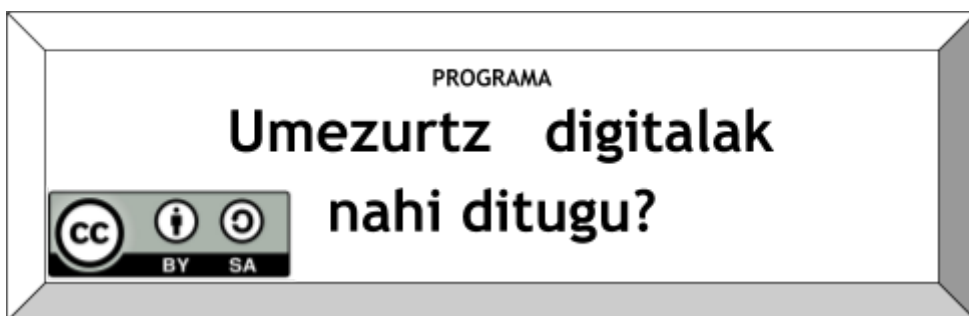 PROGRAMA
Umezurtz digitalak
nahi ditugu?
cc
BY SA